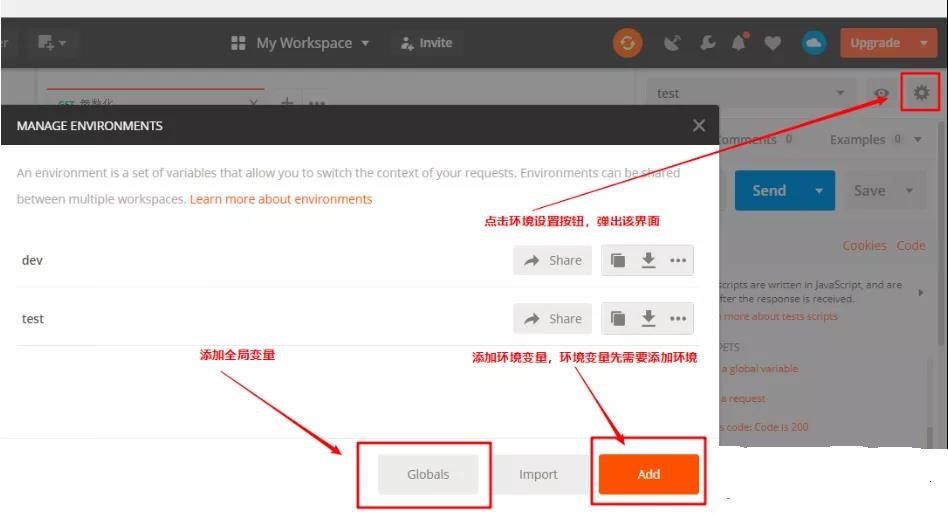 My Workspace
Invite
Upgrade
GET 参数化
test
MANAGE ENVIRONMENTS
Comments 0
Examples 0
An environment is a set of variables that allow you to switch the context of your requests. Environments can be shared
between multiple workspaces. Learn more about environments
Send
Save
点击环境设置按钮，弹出该界面
Cookies Code
dev
Share
scripts are written in JavaScript, and are
after the response is received.
more about tests scripts
test
Share
添加全局变量
添加环境变量，环境变量先需要添加环境
a global variable
a request
code: Code is 200
Globals
Import
Add